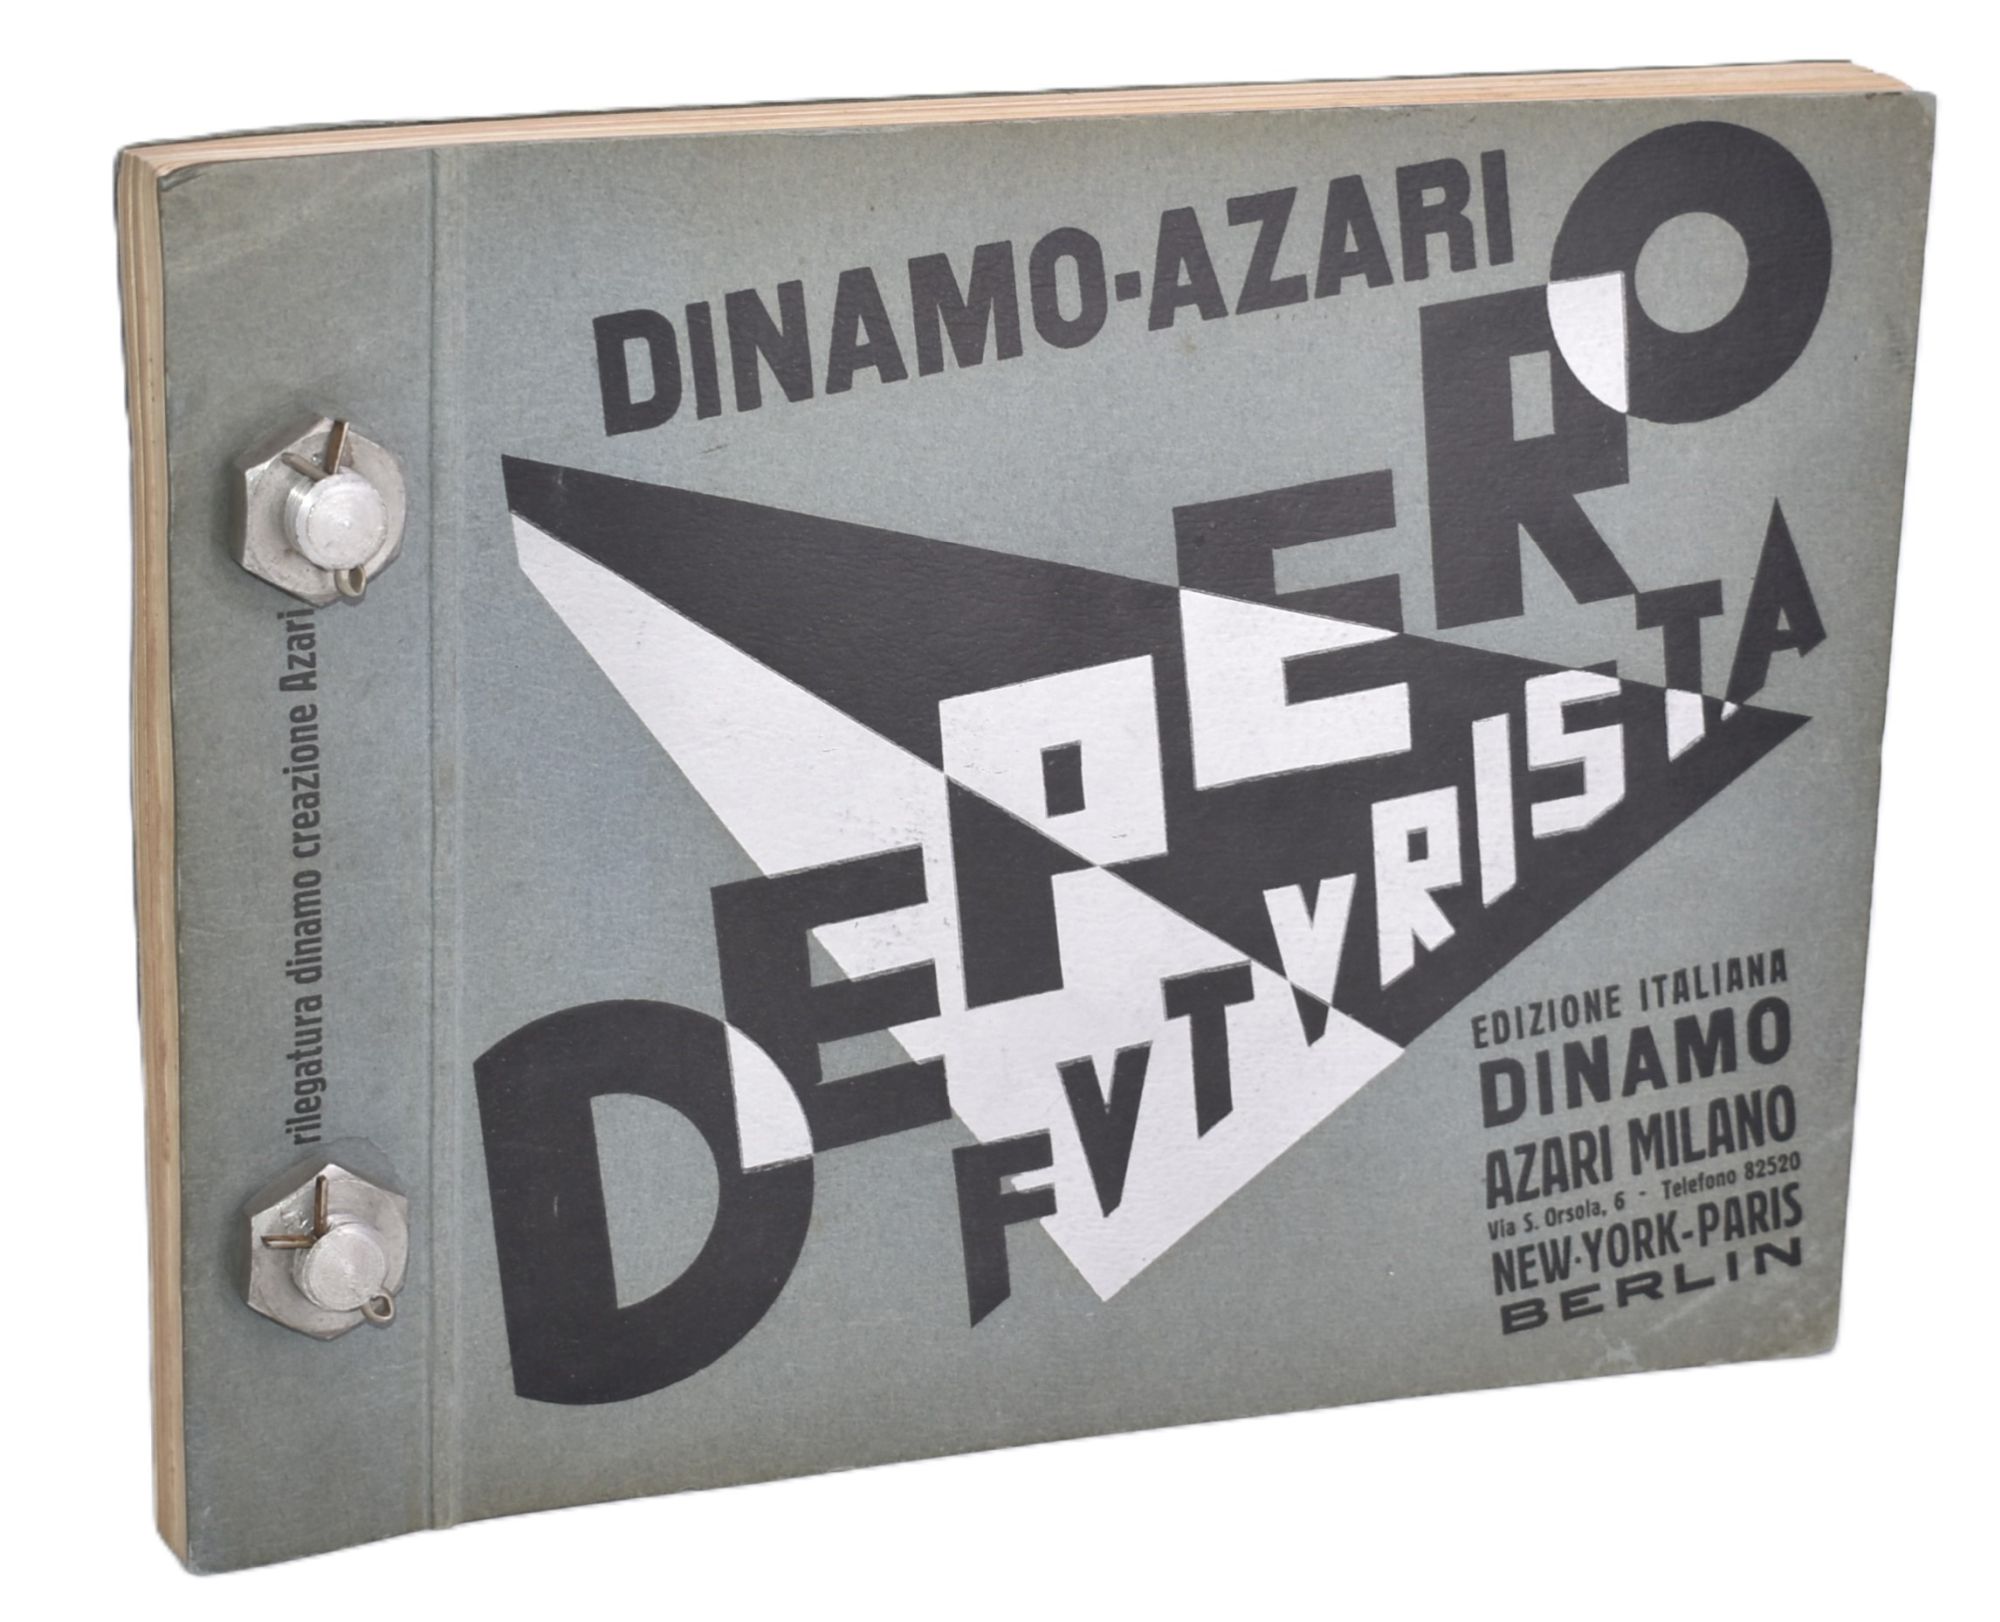 DINAMO-AZARI
DEPERO
FVTVRISTA
rilegatura dinamo creazione Azari
EDIZIONE ITALIANA
DINAMO
AZARI MILANO
Via S. Orsola, 6 - Telefono 82520
NEW-YORK-PARIS
BERLIN